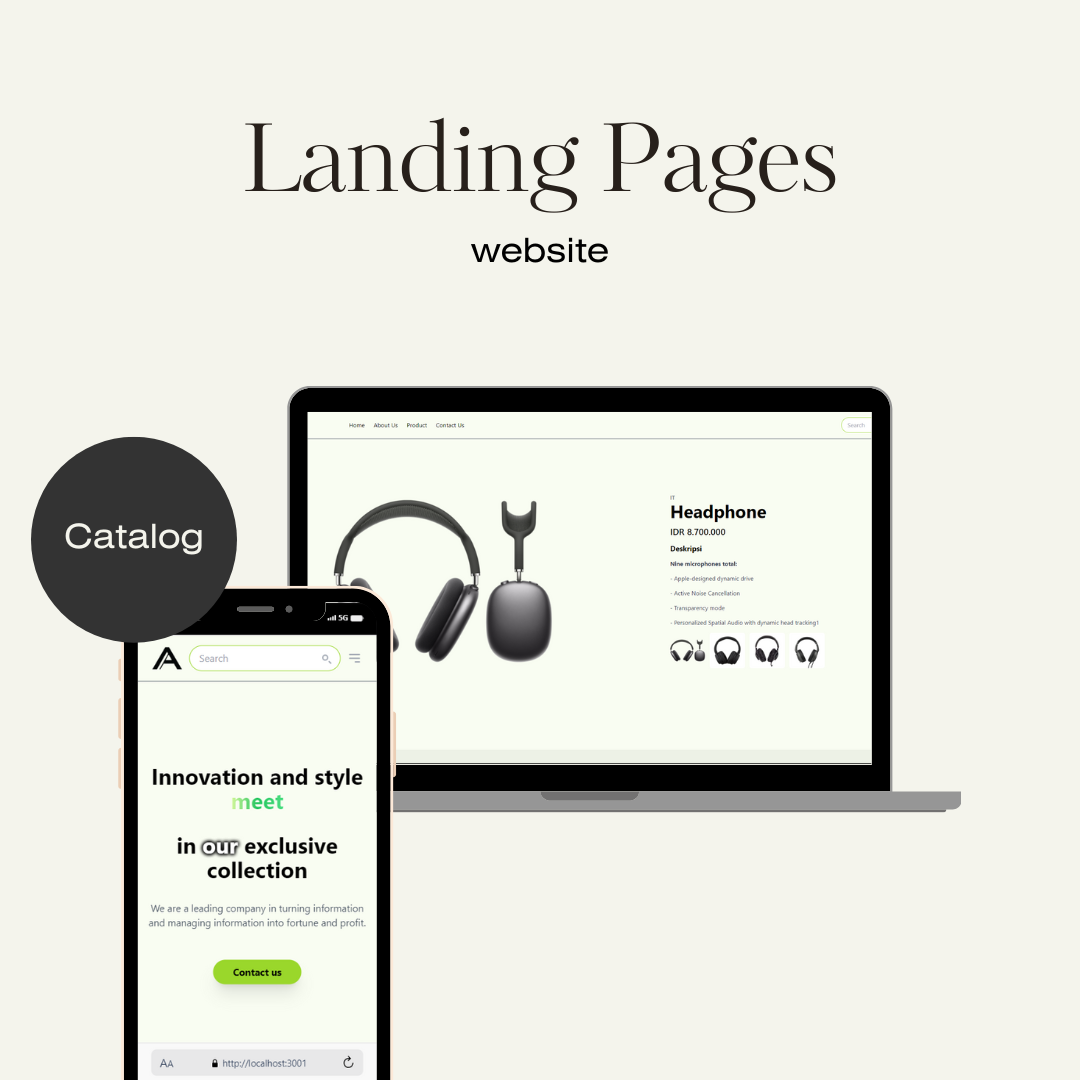 Landing Pages
website
Catalog
Home About Us Product Contact Us
Search
IT
Headphone
IDR 8.700.000
Deskripsi
Nine microphones total:
- Apple-designed dynamic drive
- Active Noise Cancellation
- Transparency mode
- Personalized Spatial Audio with dynamic head tracking1
5G
Search
Innovation and style
meet
in our exclusive
collection
We are a leading company in turning information
and managing information into fortune and profit.
Contact us
AA http://localhost:3001